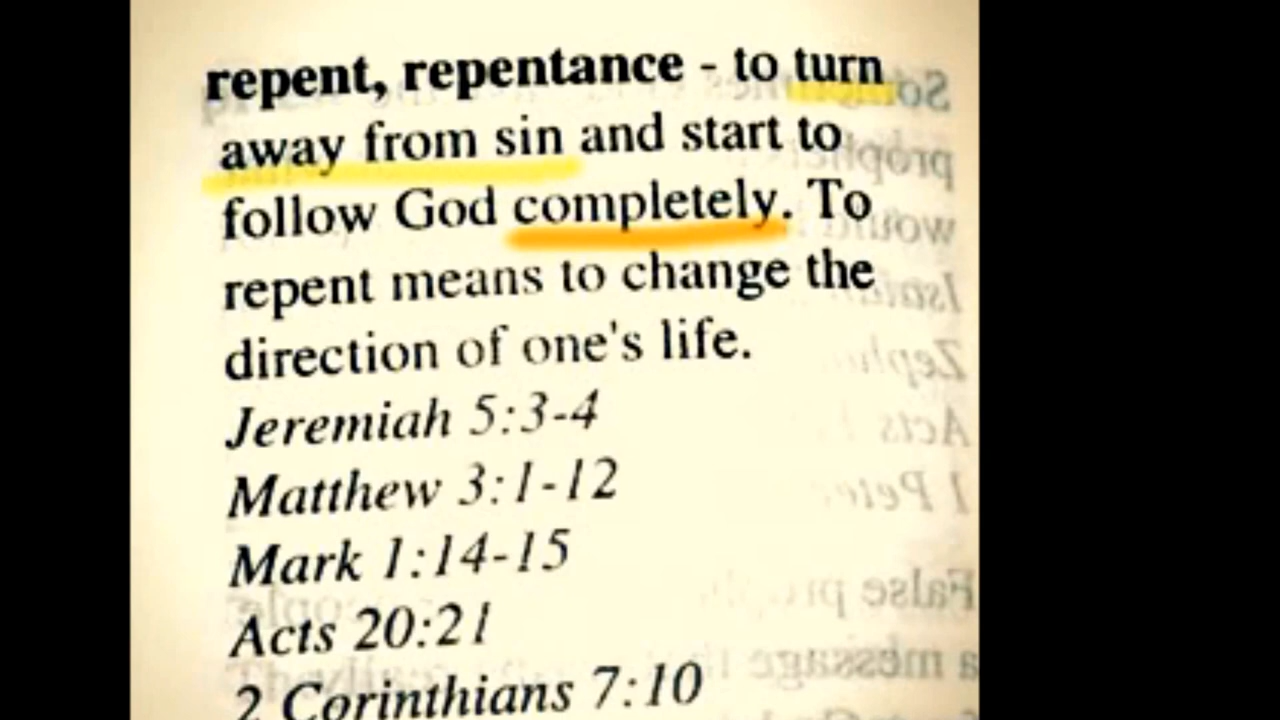 repent, repentance - to turn
away from sin and start to
follow God completely. To
repent means to change the
direction of one's life.
Jeremiah 5:3-4
Matthew 3:1-12
Mark 1:14-15
Acts 20:21
2 Corinthians 7:10